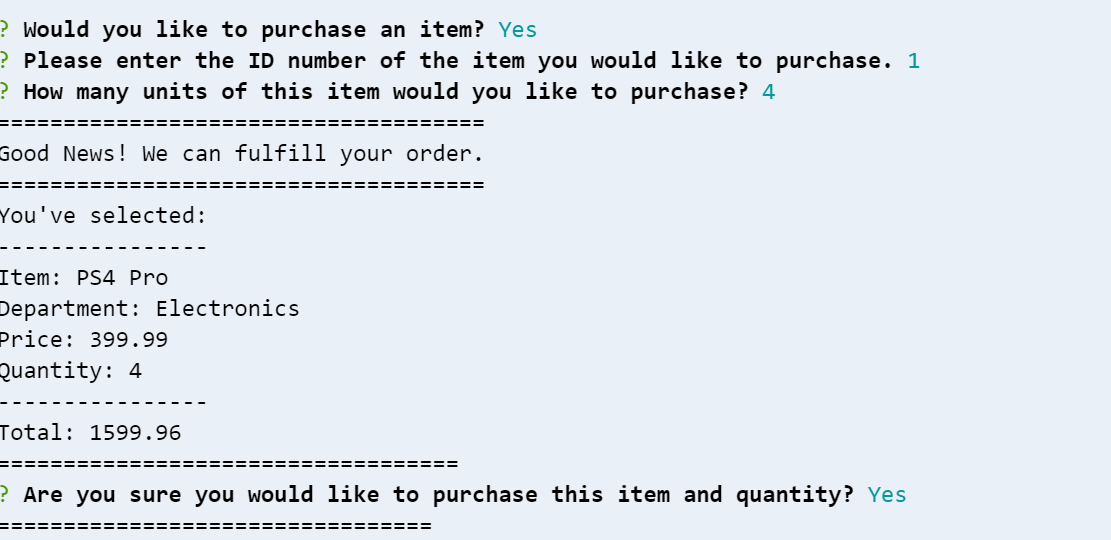 ? Would you like to purchase an item? Yes
? Please enter the ID number of the item you would like to purchase. 1
? How many units of this item would you like to purchase? 4
=====================================
Good News! We can fulfill your order.
=====================================
You've selected:
----------------
Item: PS4 Pro
Department: Electronics
Price: 399.99
Quantity: 4
----------------
Total: 1599.96
===================================
? Are you sure you would like to purchase this item and quantity? Yes
=================================